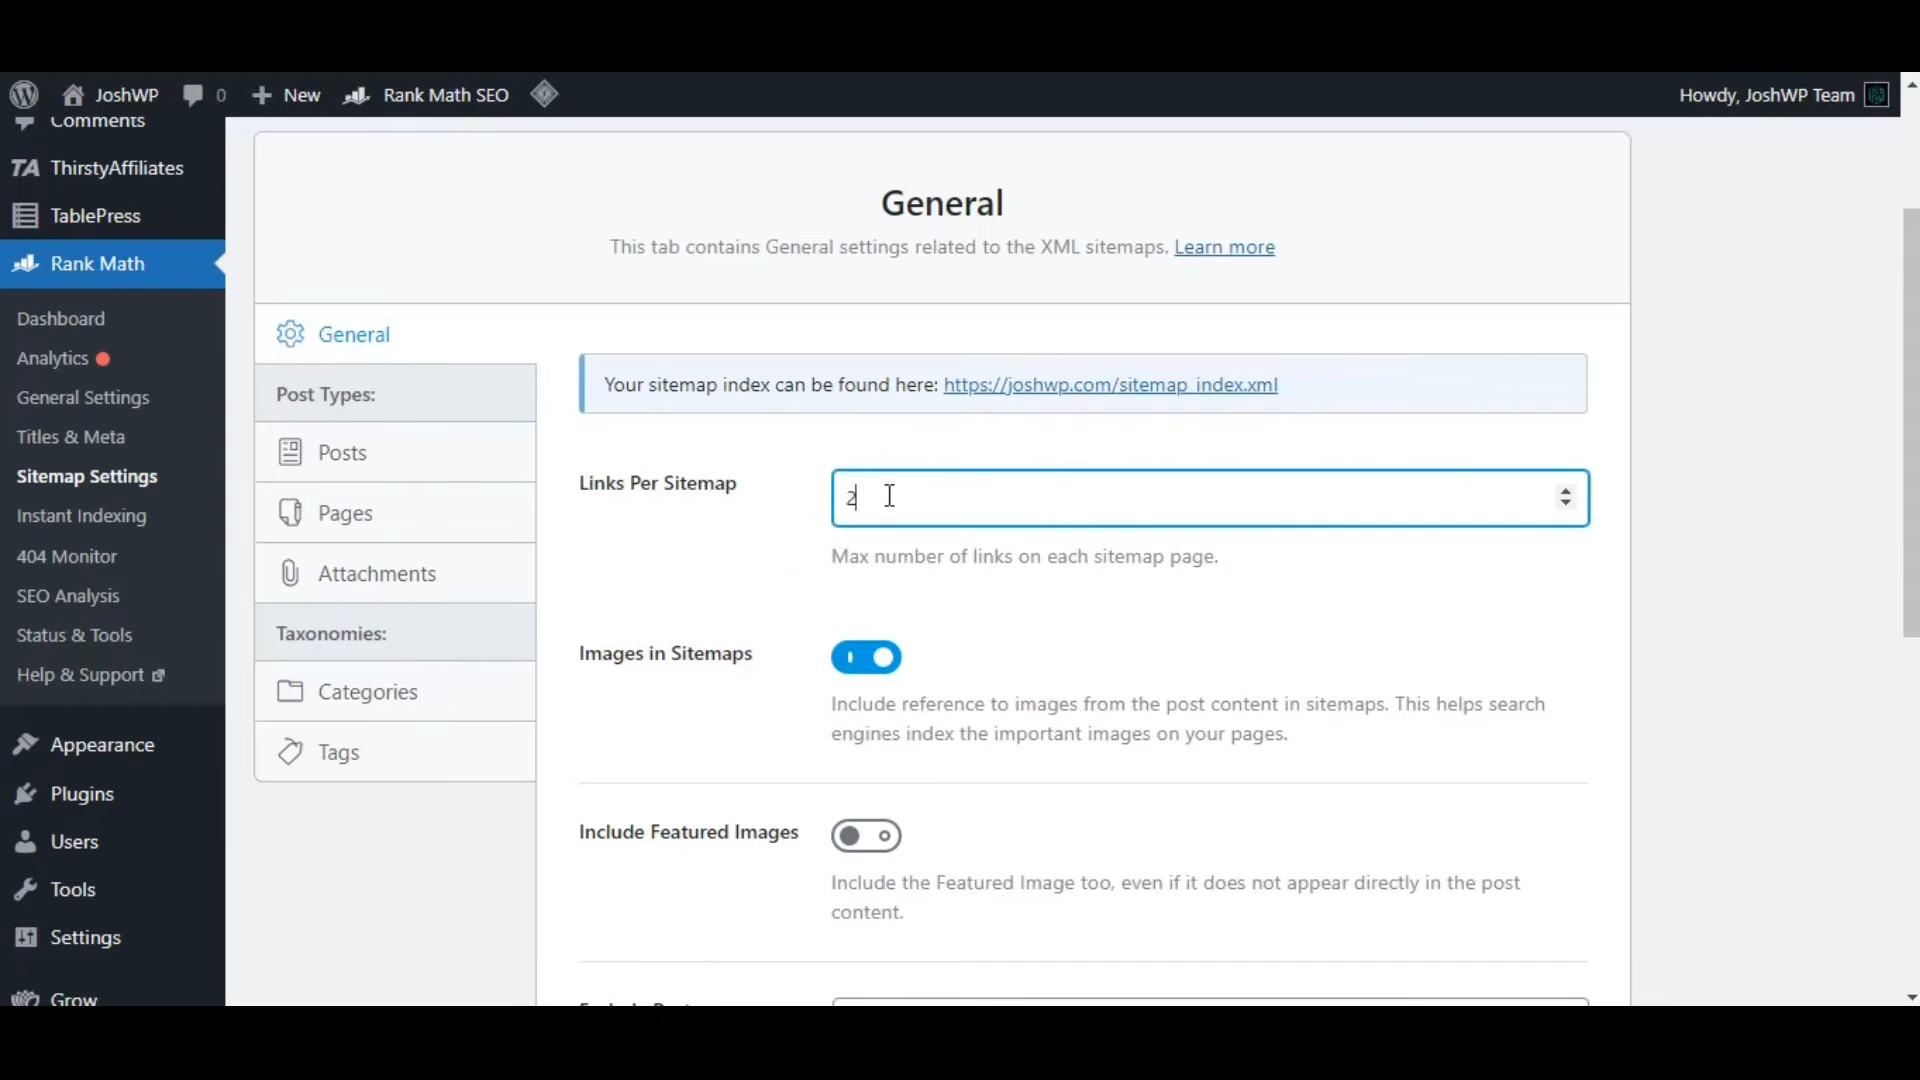 JoshWP 0 New Rank Math SEO Howdy, JoshWP Team
Comments
TA ThirstyAffiliates
TablePress
Rank Math
Dashboard
Analytics
General Settings
Titles & Meta
Sitemap Settings
Instant Indexing
404 Monitor
SEO Analysis
Status & Tools
Help & Support
Appearance
Plugins
Users
Tools
Settings
Grow
General
This tab contains General settings related to the XML sitemaps. Learn more
General
Post Types:
Posts
Pages
Attachments
Taxonomies:
Categories
Tags
Your sitemap index can be found here: https://joshwp.com/sitemap_index.xml
Links Per Sitemap
2
Max number of links on each sitemap page.
Images in Sitemaps
Include reference to images from the post content in sitemaps. This helps search
engines index the important images on your pages.
Include Featured Images
Include the Featured Image too, even if it does not appear directly in the post
content.